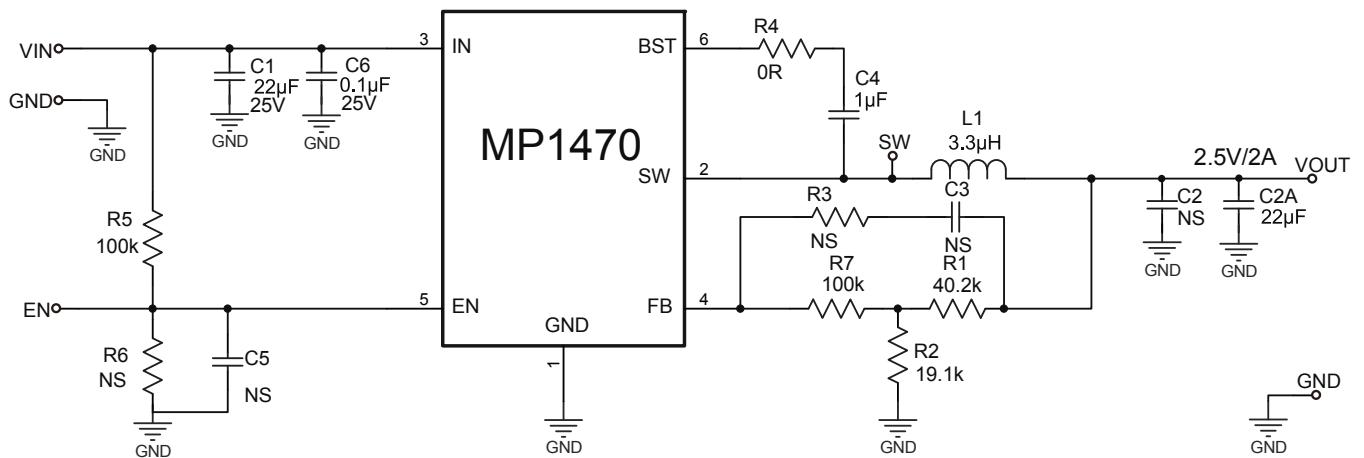 VIN
GND
GND
C1
22µF
25V
GND
C6
0.1µF
25V
GND
3
IN
MP1470
BST
6
R4
0R
C4
1µF
SW
2
SW
L1
3.3µH
2.5V/2A
VOUT
C2
NS
GND
C2A
22µF
GND
R3
NS
C3
NS
R5
100k
R7
100k
R1
40.2k
EN
5
EN
FB
4
GND
1
GND
R6
NS
C5
NS
GND
R2
19.1k
GND
GND
GND